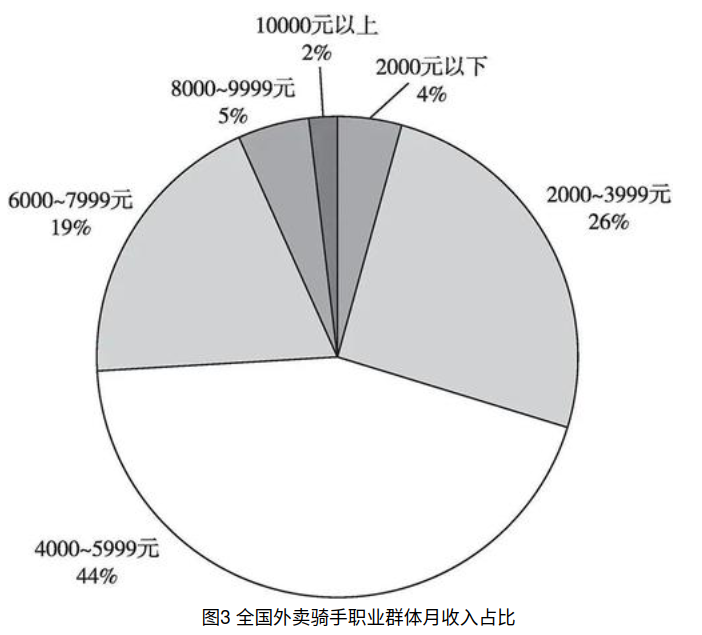 10000元以上
2%
2000元以下
4%
8000~9999元
5%
6000~7999元
19%
2000~3999元
26%
4000~5999元
44%
图3 全国外卖骑手职业群体月收入占比